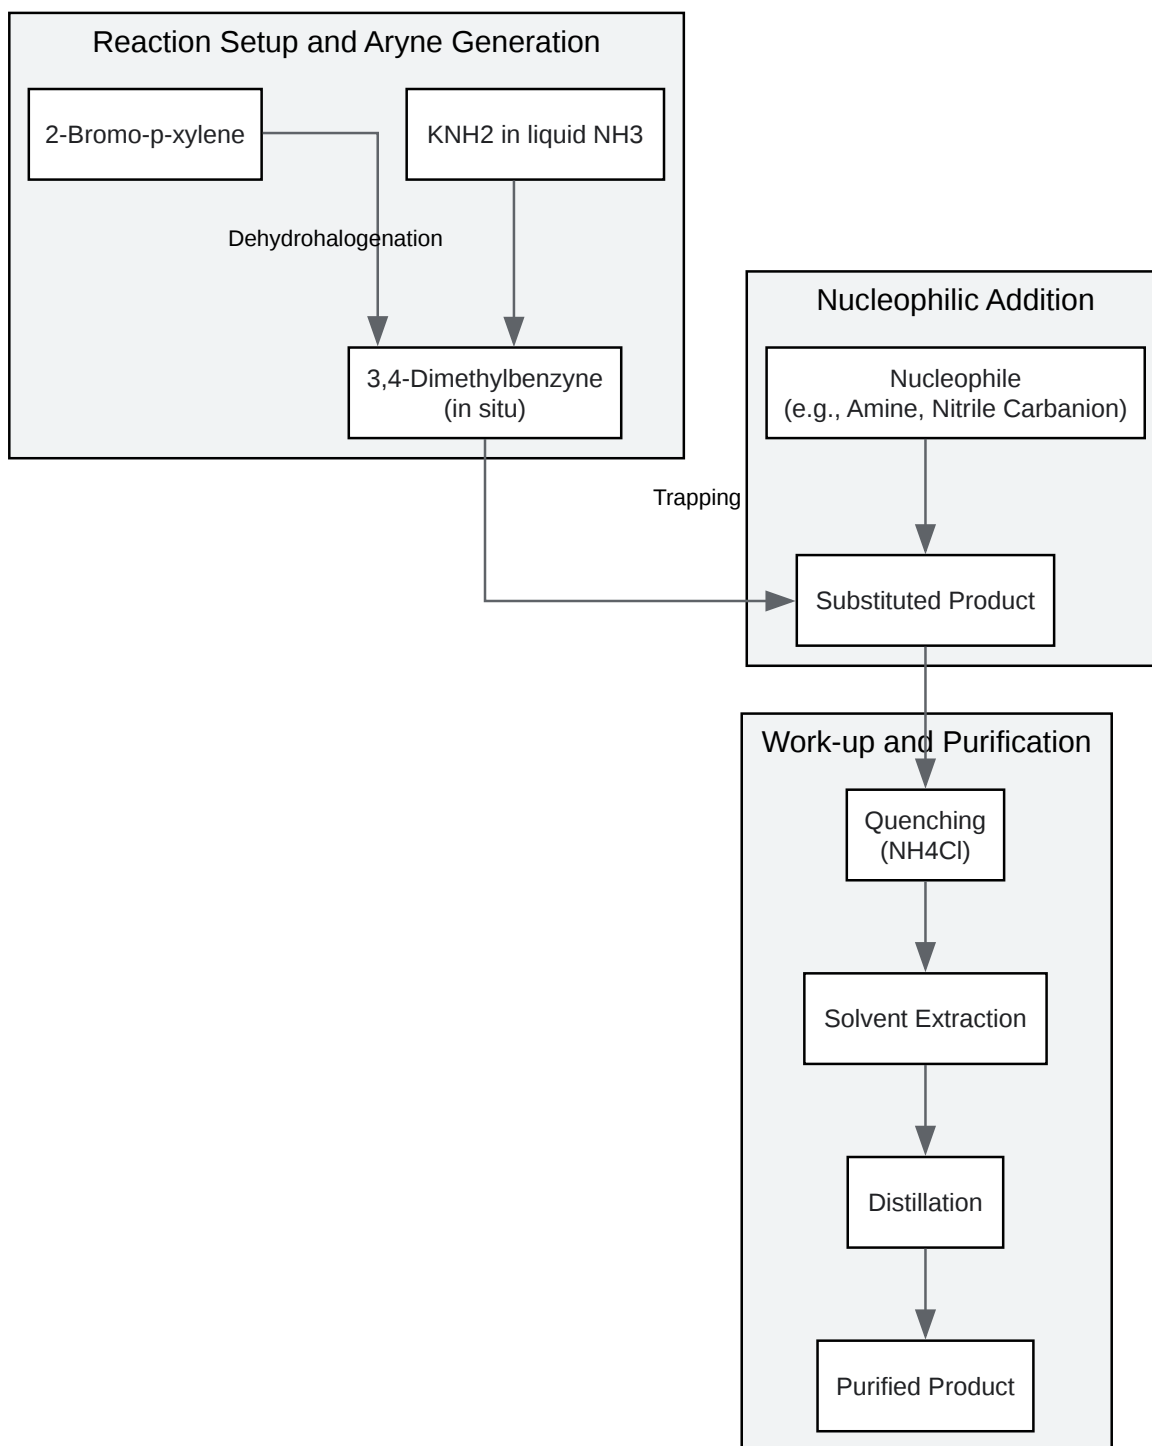 Reaction Setup and Aryne Generation
2-Bromo-p-xylene
KNH2 in liquid NH3
Dehydrohalogenation
3,4-Dimethylbenzyne
(in situ)
Nucleophilic Addition
Nucleophile
(e.g., Amine, Nitrile Carbanion)
Trapping
Substituted Product
Work-up and Purification
Quenching
(NH4Cl)
Solvent Extraction
Distillation
Purified Product